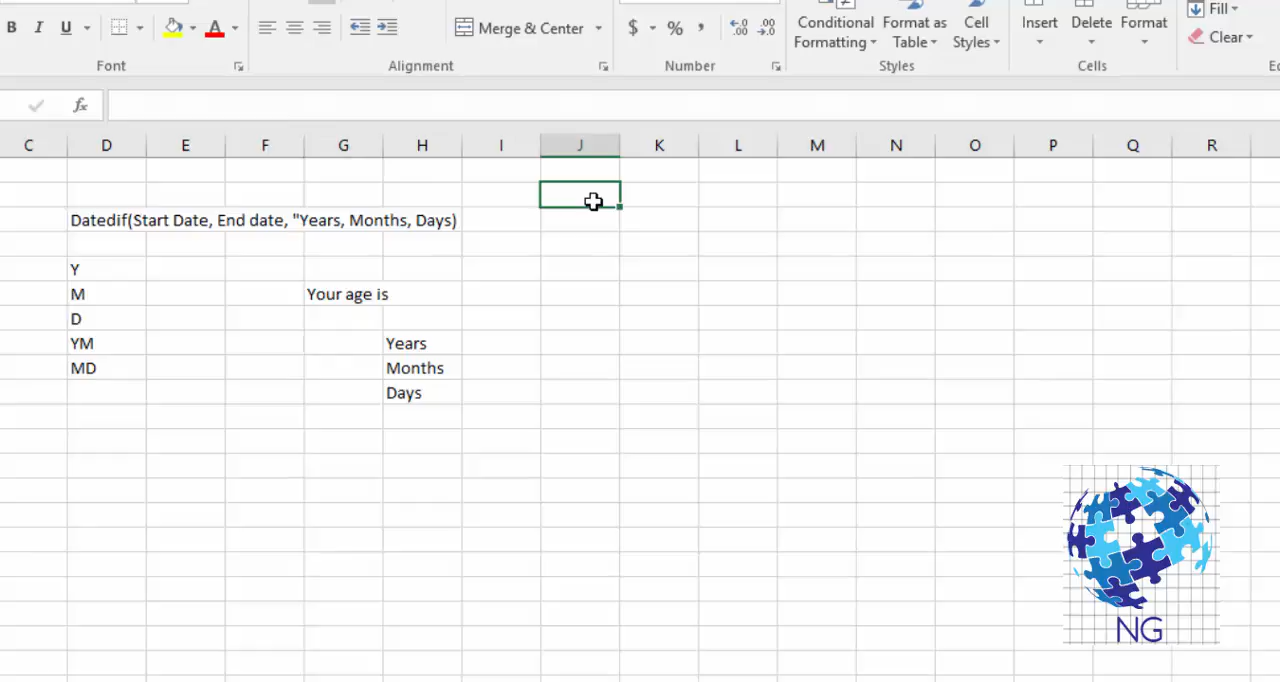 B I U A Merge & Center $ % , Conditional Formatting Format as Table Cell Styles Insert Delete Format Fill
Clear
Font Alignment Number Styles Cells
fx
C D E F G H I J K L M N O P Q R
Datedif(Start Date, End date, "Years, Months, Days)
Y
M Your age is
D
YM Years
MD Months
Days
NG